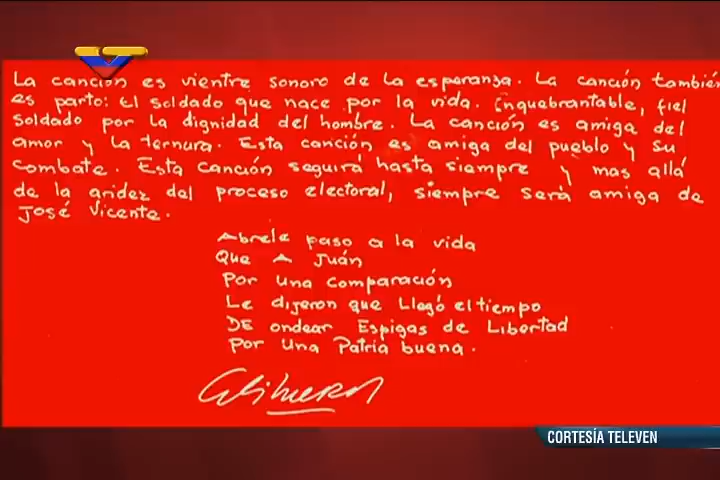 La canción es vientre sonoro de la esperanza. La canción también
es parto: El soldado que nace por la vida. Inquebrantable, fiel
soldado por la dignidad del hombre. La canción es amiga del
amor y la ternura. Esta canción es amiga del pueblo y su
combate. Esta canción seguirá hasta siempre y mas allá
de la aridez del proceso electoral, siempre será amiga de
José Vicente.
Abrele paso a la vida
Que A Juán
Por una comparación
Le dijeron que Llegó el tiempo
DE ondear Espigas de Libertad
Por una Patria buena.
CORTESÍA TELEVEN